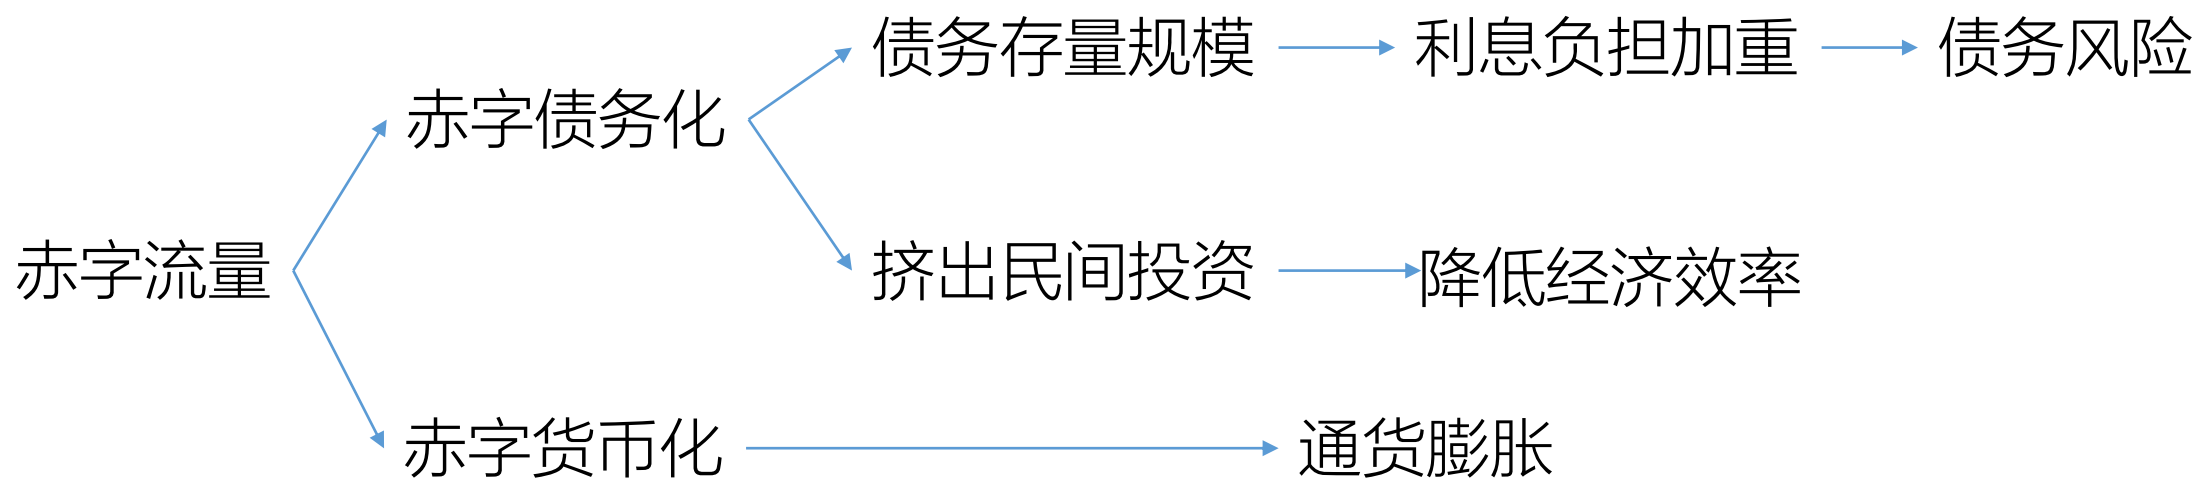 债务存量规模
利息负担加重
债务风险
赤字债务化
赤字流量
挤出民间投资
降低经济效率
赤字货币化
通货膨胀